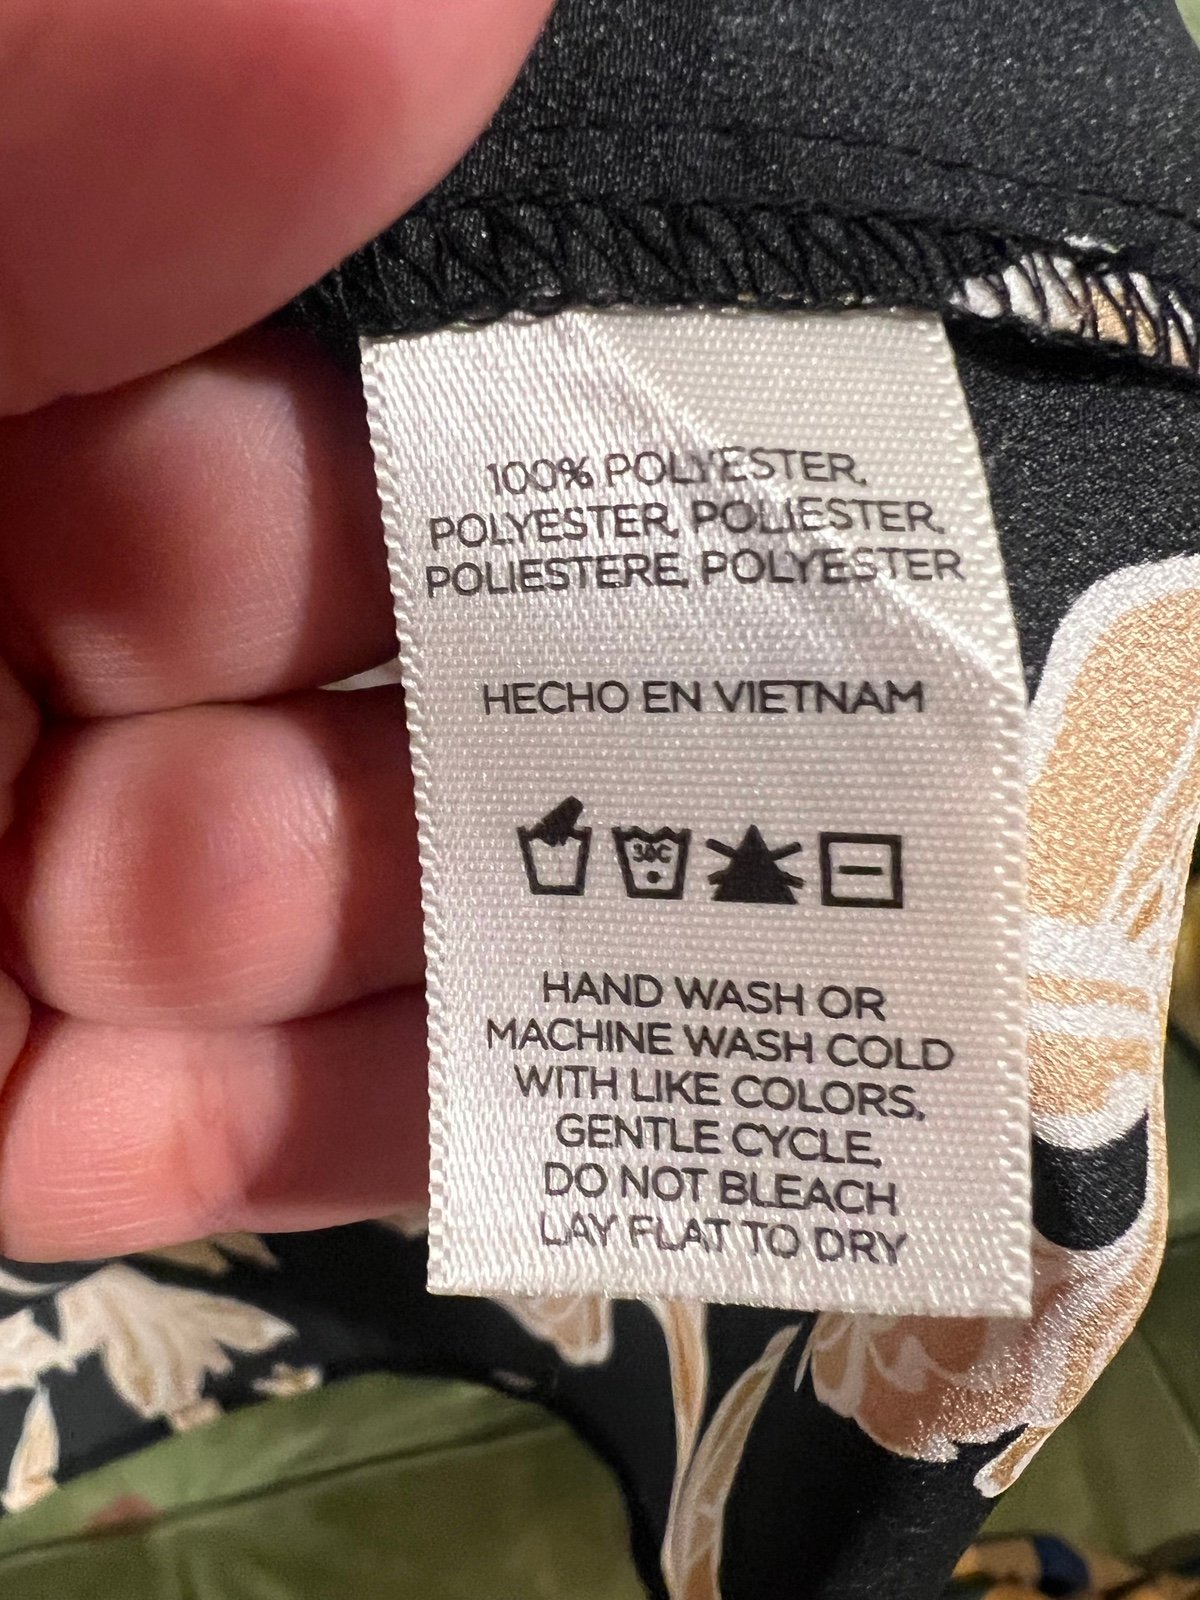 100% POLYESTER,
POLYESTER, POLIESTER,
POLIESTERE, POLYESTER
HECHO EN VIETNAM
30C
HAND WASH OR
MACHINE WASH COLD
WITH LIKE COLORS,
GENTLE CYCLE,
DO NOT BLEACH
LAY FLAT TO DRY